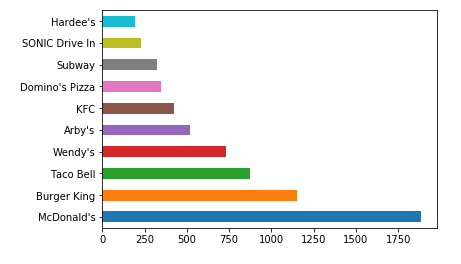 Hardee's
SONIC Drive In
Subway
Domino's Pizza
KFC
Arby's
Wendy's
Taco Bell
Burger King
McDonald's
0 250 500 750 1000 1250 1500 1750